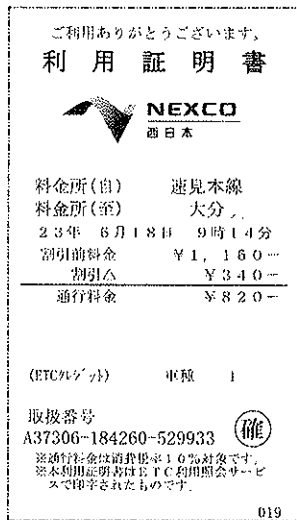 ご利用ありがとうございます。
利用証明書
NEXCO
西日本
料金所(自) 速見本線
料金所(至) 大分
23年 6月18日 9時14分
割引前料金 ¥1,160-
割引△ ¥340-
通行料金 ¥820-
(ETCクレジット) 車種 1
取扱番号
A37306-184260-529933 確
※通行料金は消費税率10%対象です。
※本利用証明書はETC利用照会サービ
スで印字されたものです。
019